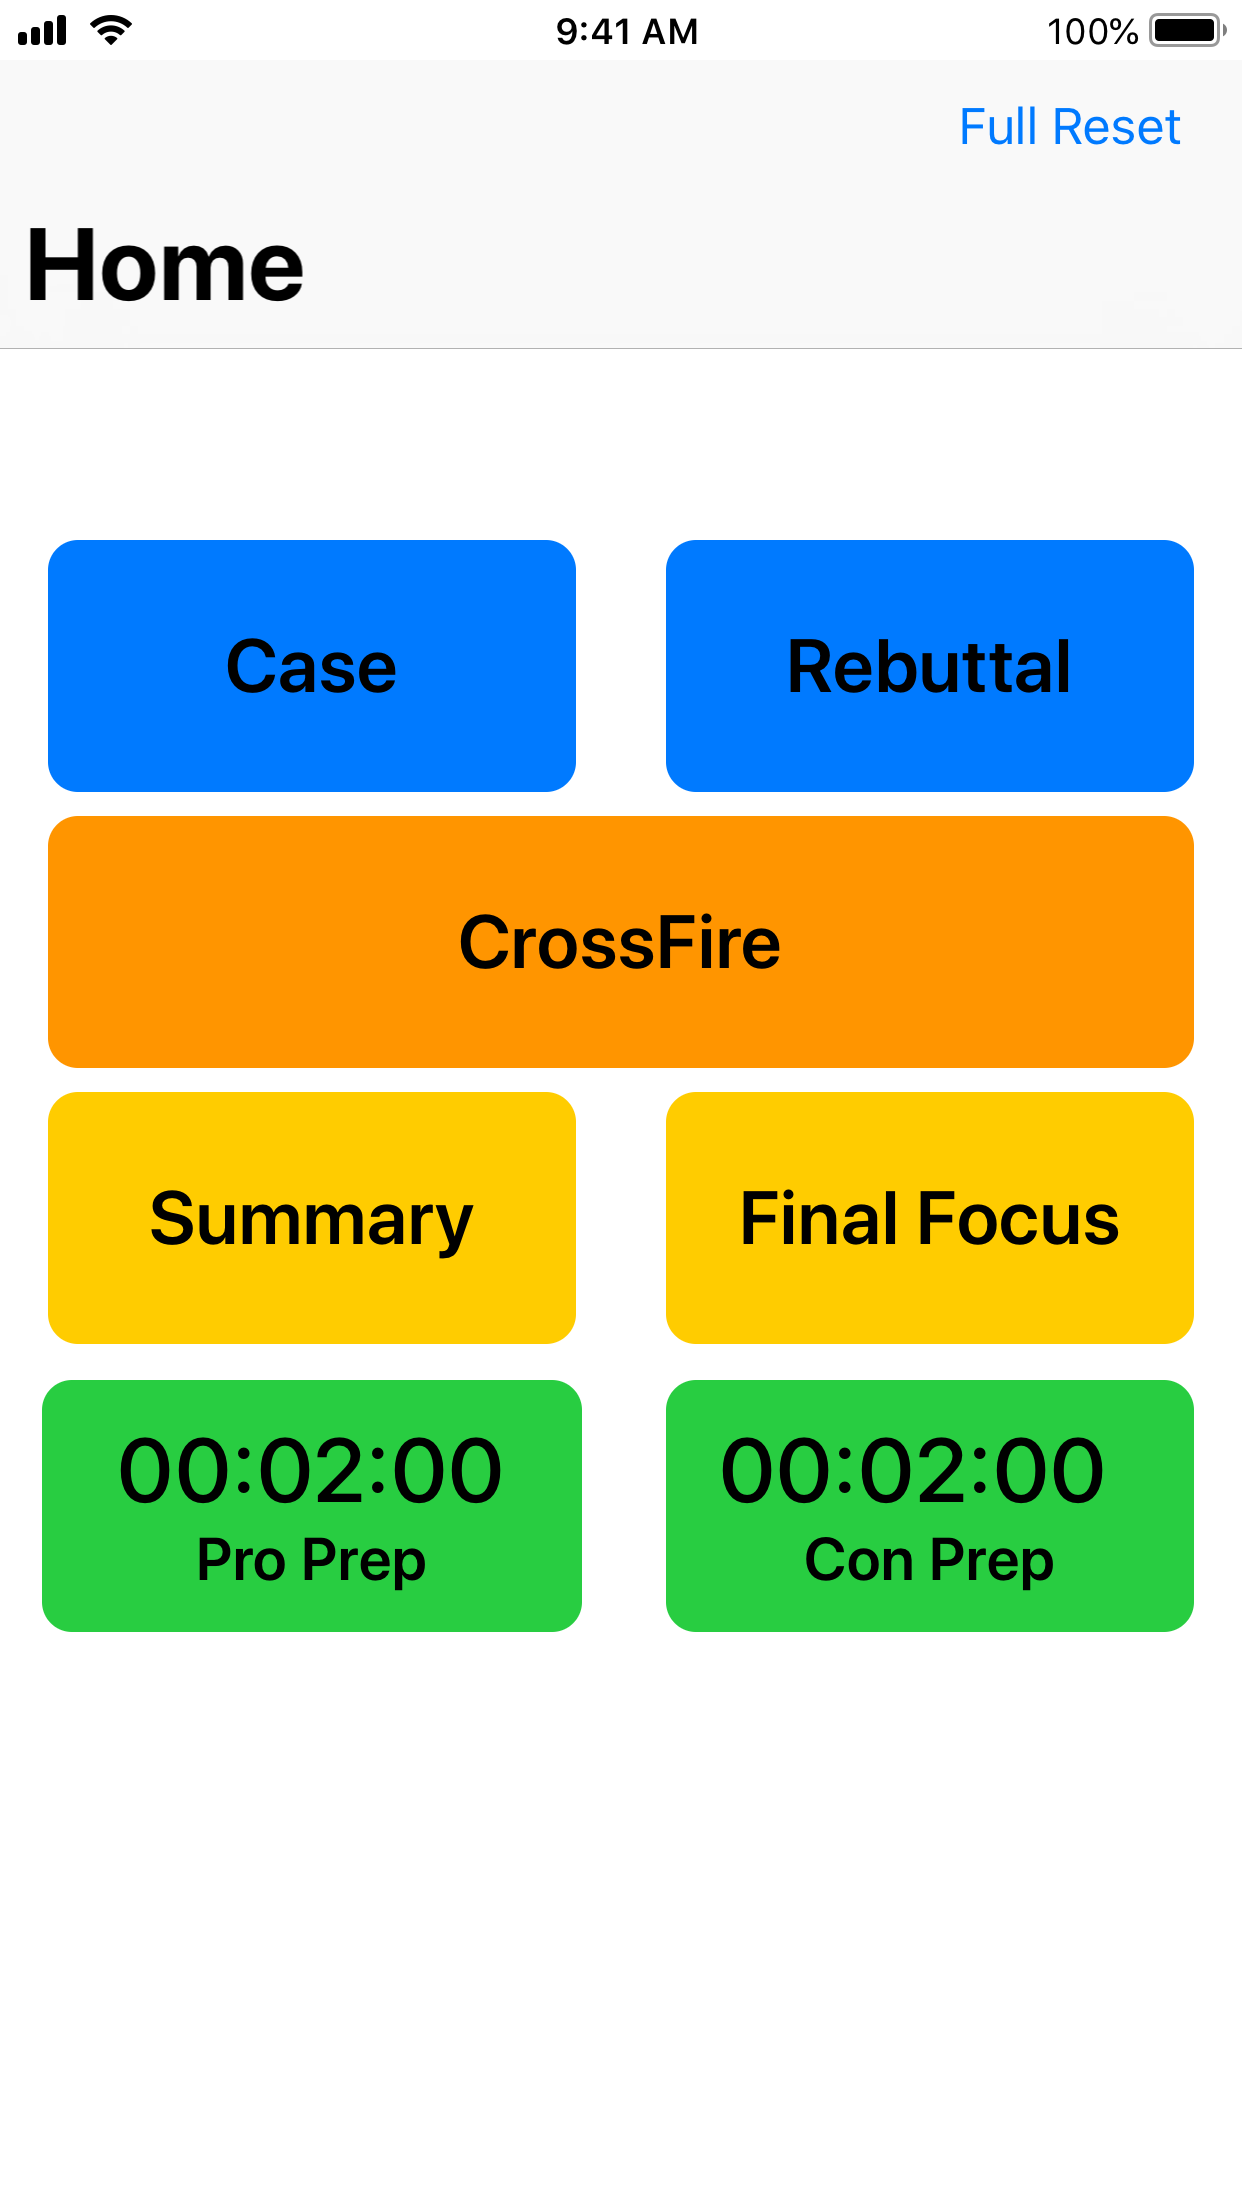 9:41 AM 100%
Full Reset
Home
Case Rebuttal
CrossFire
Summary Final Focus
00:02:00 00:02:00
Pro Prep Con Prep